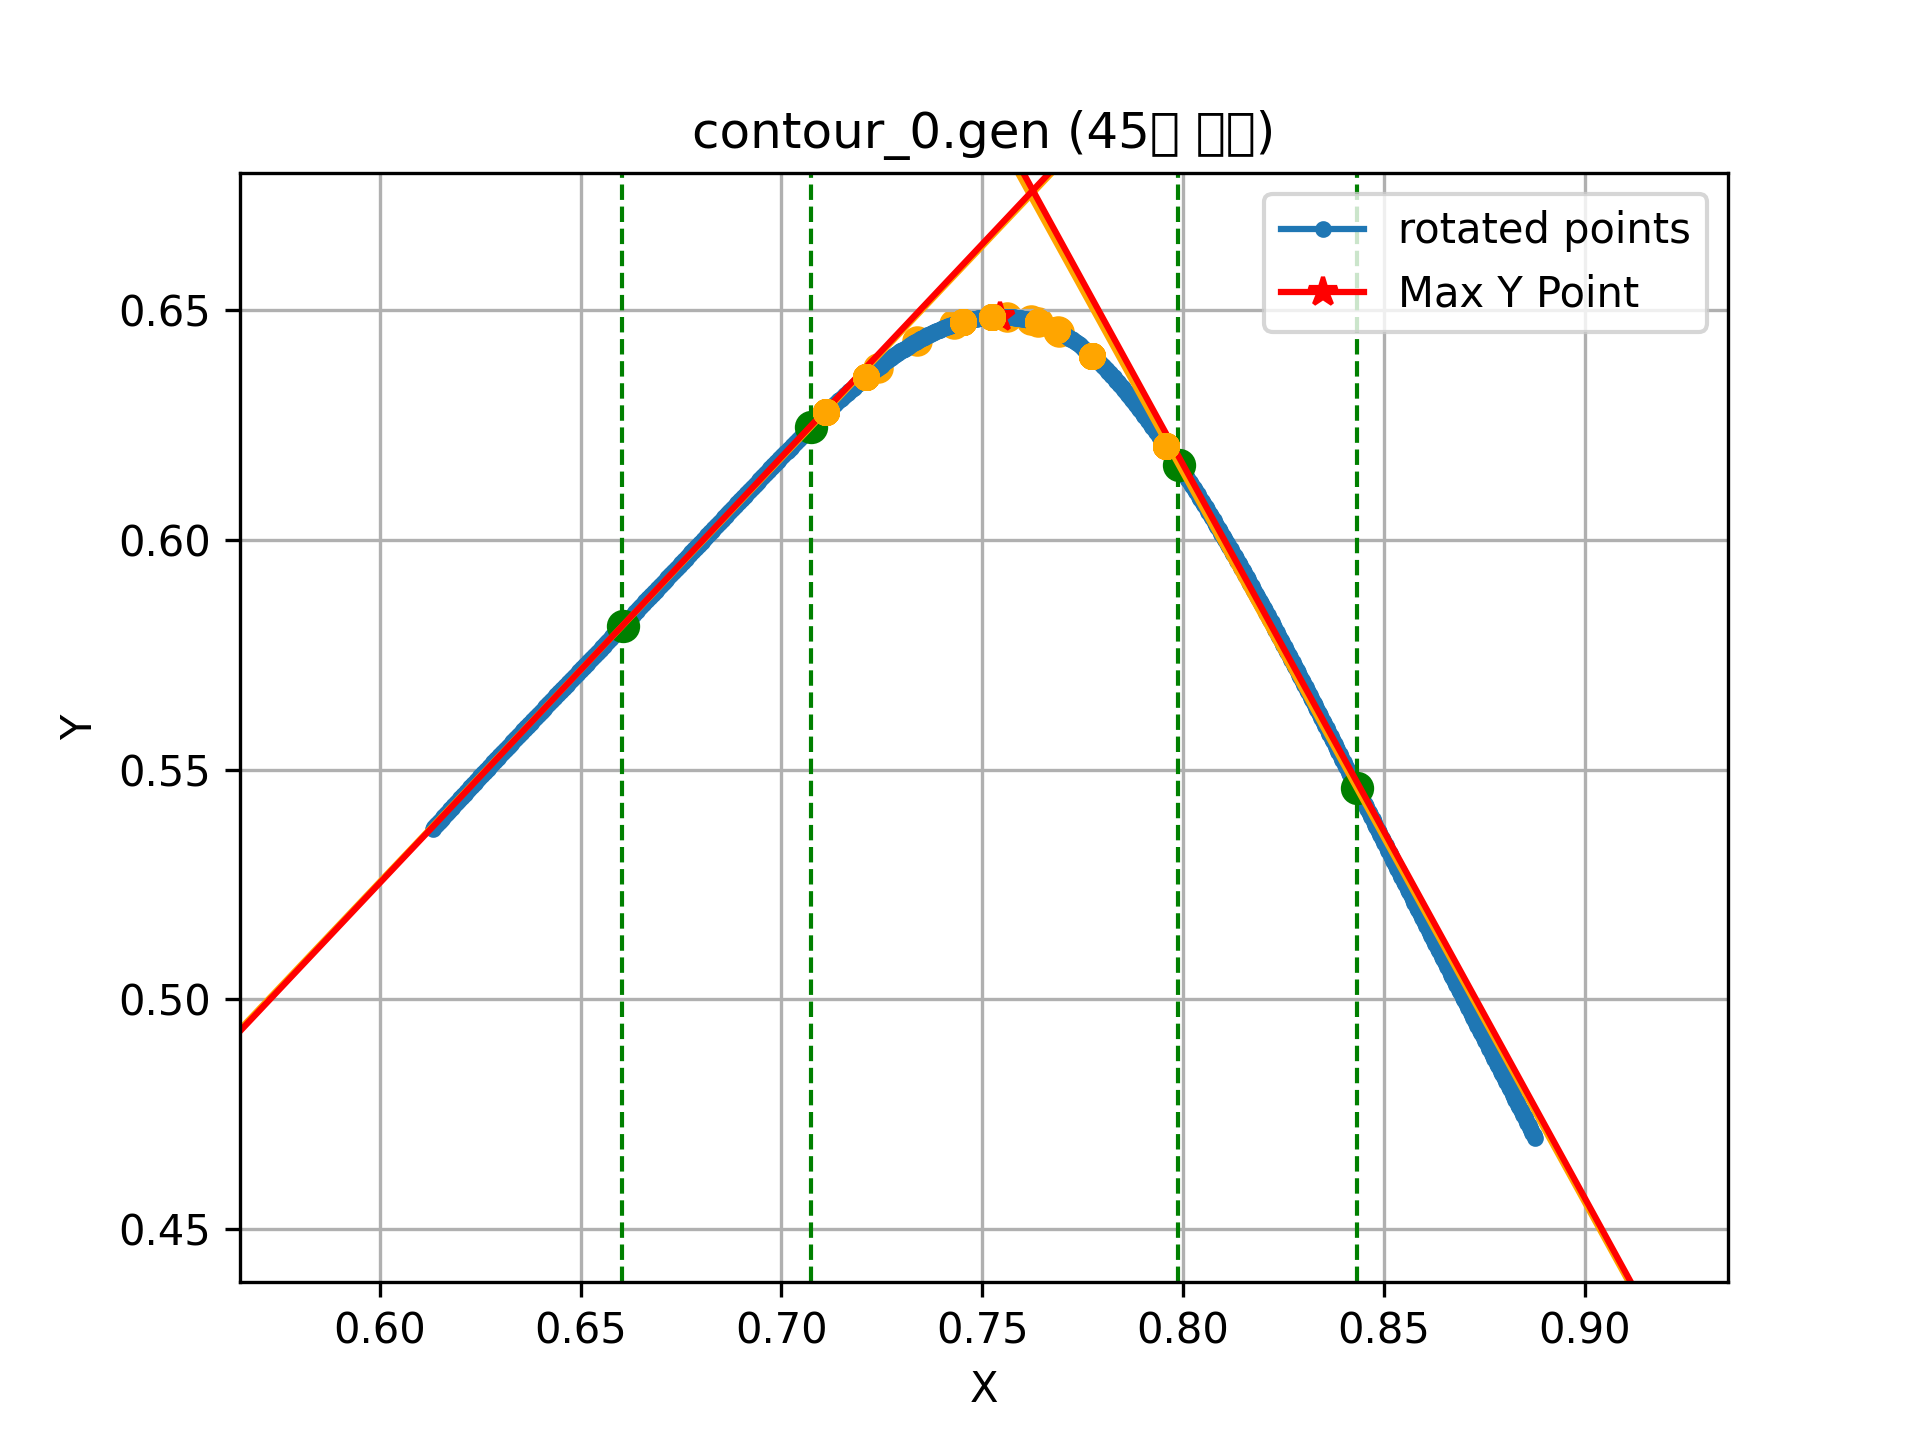 contour_0.gen (45▯ ▯▯)
rotated points
Max Y Point
0.65
0.60
0.55
0.50
0.45
Y
0.60 0.65 0.70 0.75 0.80 0.85 0.90
X